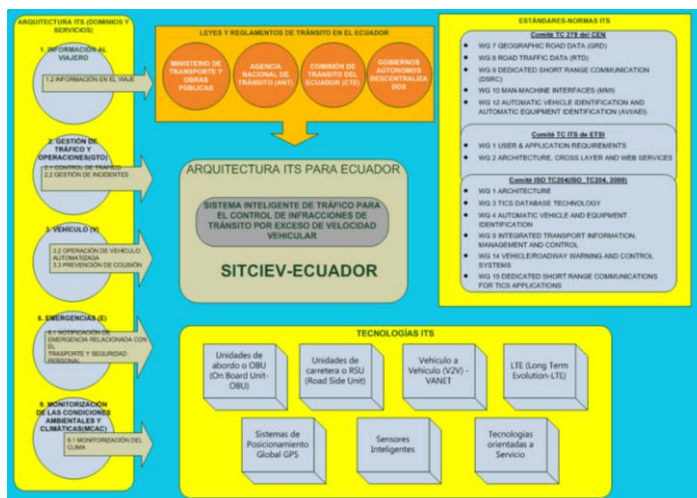 ARQUITECTURA ITS (DOMINIOS Y
SERVICIOS)
1. INFORMACIÓN AL
VIAJERO
1.2 INFORMACIÓN EN EL VIAJE
2. GESTIÓN DE
TRÁFICO Y
OPERACIONES(GTO)
2.1 CONTROL DE TRÁFICO
2.2 GESTIÓN DE INCIDENTES
3. VEHÍCULO (V)
3.2 OPERACIÓN DE VEHÍCULO
AUTOMATIZADA
3.3 PREVENCIÓN DE COLISIÓN
6. EMERGENCIAS (E)
6.1 NOTIFICACIÓN DE
EMERGENCIA RELACIONADA CON
EL
TRASPORTE Y SEGURIDAD
PERSONAL
9. MONITORIZACIÓN
DE LAS CONDICIONES
AMBIENTALES Y
CLIMÁTICAS(MCAC)
9.1 MONITORIZACIÓN DEL
CLIMA
LEYES Y REGLAMENTOS DE TRÁNSITO EN EL ECUADOR
MINISTERIO DE
TRANSPORTE Y
OBRAS
PÚBLICAS
AGENCIA
NACIONAL DE
TRÁNSITO (ANT)
COMISIÓN DE
TRÁNSITO DEL
ECUADOR (CTE)
GOBIERNOS
AUTÓNOMOS
DESCENTRALIZA
DOS
ARQUITECTURA ITS PARA ECUADOR
SISTEMA INTELIGENTE DE TRÁFICO PARA
EL CONTROL DE INFRACCIONES DE
TRÁNSITO POR EXCESO DE VELOCIDAD
VEHICULAR
SITCIEV-ECUADOR
ESTÁNDARES-NORMAS ITS
Comité TC 278 del CEN
● WG 7 GEOGRAPHIC ROAD DATA (GRD)
● WG 8 ROAD TRAFFIC DATA (RTD)
● WG 9 DEDICATED SHORT RANGE COMMUNICATION
(DSRC)
● WG 10 MAN-MACHINE INTERFACES (MMI)
● WG 12 AUTOMATIC VEHICLE IDENTIFICATION AND
AUTOMATIC EQUIPMENT IDENTIFICATION (AVI/AEI)
Comité TC ITS de ETSI
● WG 1 USER & APPLICATION REQUIREMENTS
● WG 2 ARCHITECTURE, CROSS LAYER AND WEB SERVICES
Comité ISO TC204(ISO_TC204, 2009)
● WG 1 ARCHITECTURE
● WG 3 TICS DATABASE TECHNOLOGY
● WG 4 AUTOMATIC VEHICLE AND EQUIPMENT
IDENTIFICATION
● WG 9 INTEGRATED TRANSPORT INFORMATION,
MANAGEMENT AND CONTROL
● WG 14 VEHICLE/ROADWAY WARNING AND CONTROL
SYSTEMS
● WG 15 DEDICATED SHORT RANGE COMMUNICATIONS
FOR TICS APPLICATIONS
TECNOLOGÍAS ITS
Unidades de
abordo o OBU
(On Board Unit-
OBU)
Unidades de
carretera o RSU
(Road Side Unit)
Vehículo a
Vehículo (V2V) -
VANET
LTE (Long Term
Evolution-LTE)
Sistemas de
Posicionamiento
Global GPS
Sensores
Inteligentes
Tecnologías
orientadas a
Servicio